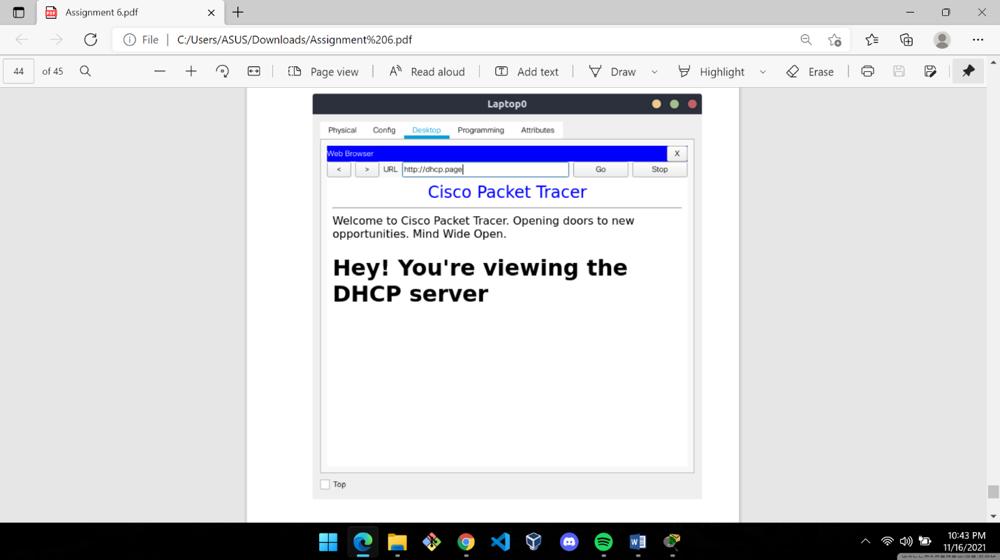 Assignment 6.pdf
File | C:/Users/ASUS/Downloads/Assignment%206.pdf
44 of 45 Page view Read aloud Add text Draw Highlight Erase
Laptop0
Physical Config Desktop Programming Attributes
Web Browser X
< > URL http://dhcp.page Go Stop
Cisco Packet Tracer
Welcome to Cisco Packet Tracer. Opening doors to new
opportunities. Mind Wide Open.
Hey! You're viewing the
DHCP server
Top
10:43 PM
11/16/2021
WALLPAPERSWIDE.COM